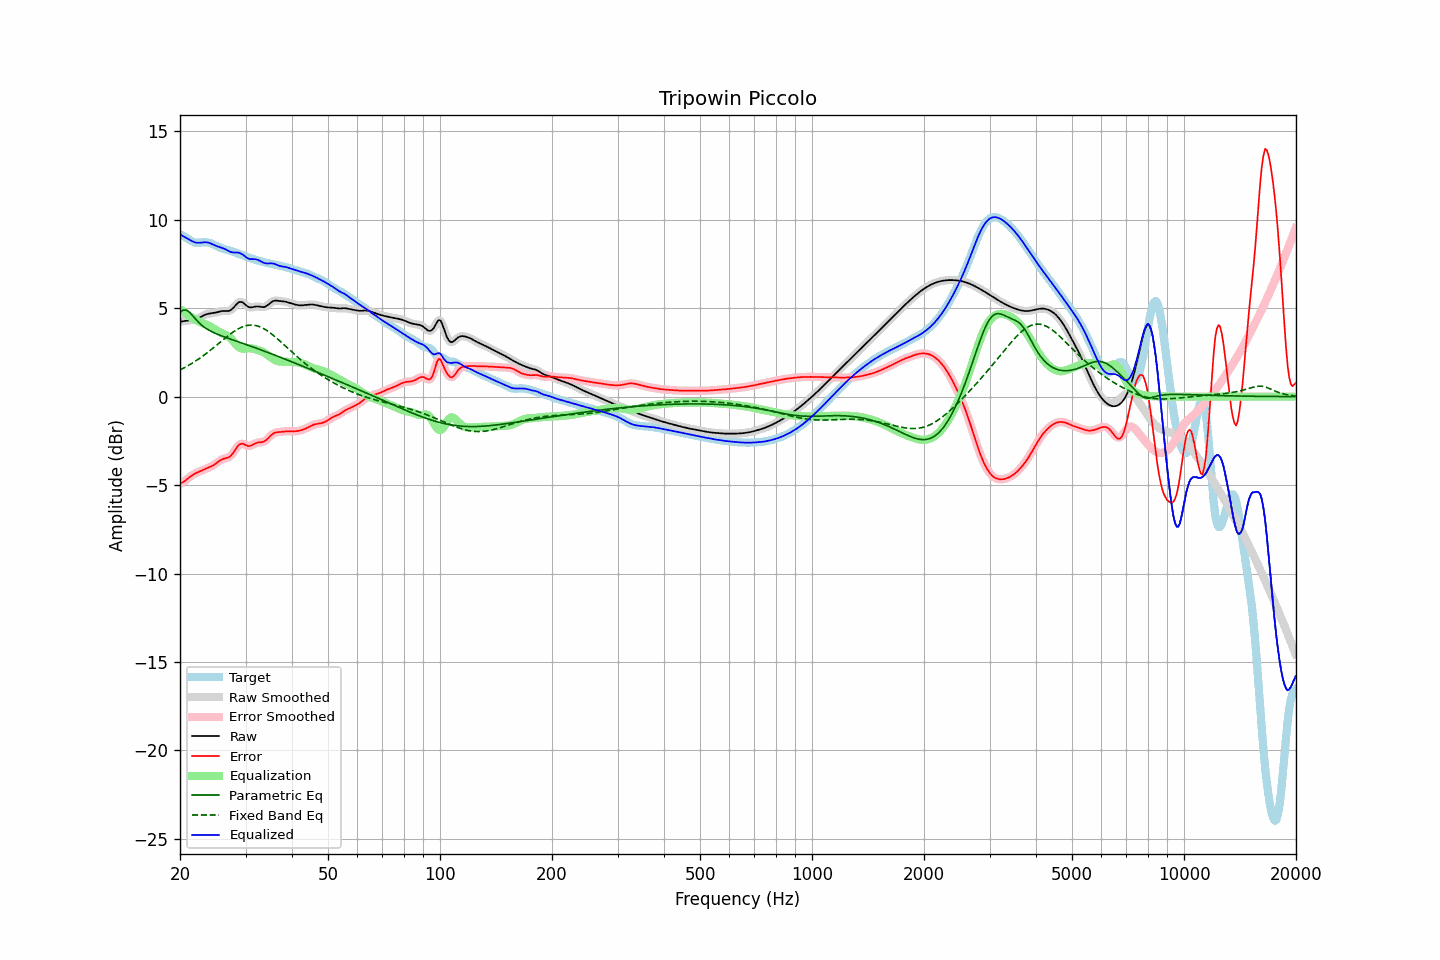 Tripowin Piccolo
15
10
5
0
−5
−10
−15
−20
−25
Amplitude (dBr)
Target
Raw Smoothed
Error Smoothed
Raw
Error
Equalization
Parametric Eq
Fixed Band Eq
Equalized
20 50 100 200 500 1000 2000 5000 10000 20000
Frequency (Hz)